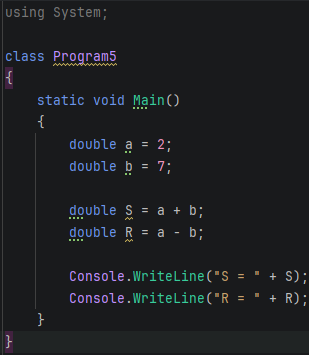 using System;

class Program5
{
    static void Main()
    {
        double a = 2;
        double b = 7;

        double S = a + b;
        double R = a - b;

        Console.WriteLine("S = " + S);
        Console.WriteLine("R = " + R);
    }
}